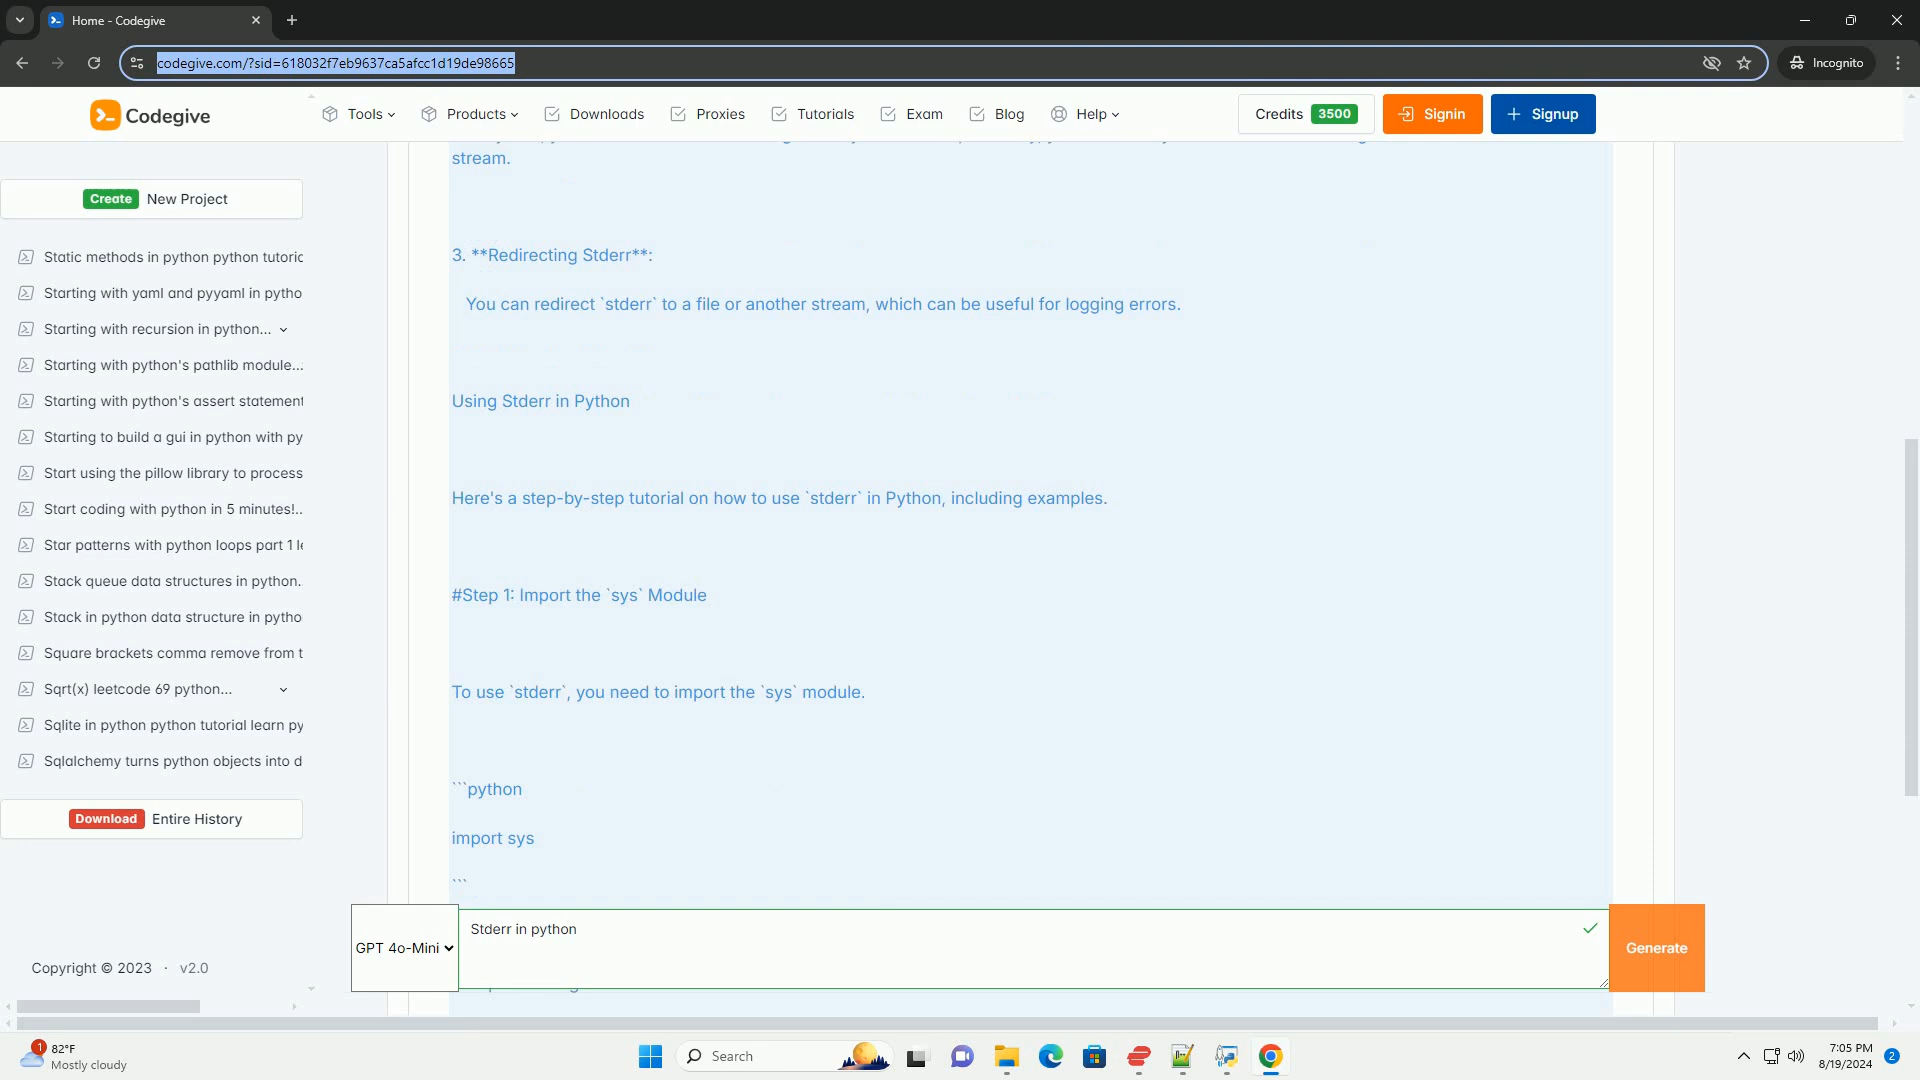 Home - Codegive
codegive.com/?sid=618032f7eb9637ca5afcc1d19de98665
Incognito
Codegive
Tools
Products
Downloads
Proxies
Tutorials
Exam
Blog
Help
Credits 3500
Signin
Signup
Create New Project
Static methods in python python tutoric
Starting with yaml and pyyaml in pytho
Starting with recursion in python...
Starting with python's pathlib module...
Starting with python's assert statement
Starting to build a gui in python with py
Start using the pillow library to process
Start coding with python in 5 minutes!..
Star patterns with python loops part 1 le
Stack queue data structures in python..
Stack in python data structure in pytho
Square brackets comma remove from t
Sqrt(x) leetcode 69 python...
Sqlite in python python tutorial learn py
Sqlalchemy turns python objects into d
Download Entire History
Copyright © 2023 · v2.0
stream.
3. **Redirecting Stderr**:
You can redirect `stderr` to a file or another stream, which can be useful for logging errors.
Using Stderr in Python
Here's a step-by-step tutorial on how to use `stderr` in Python, including examples.
#Step 1: Import the `sys` Module
To use `stderr`, you need to import the `sys` module.
```python
import sys
```
GPT 4o-Mini
Stderr in python
Generate
1
82°F
Mostly cloudy
Search
7:05 PM
8/19/2024
2